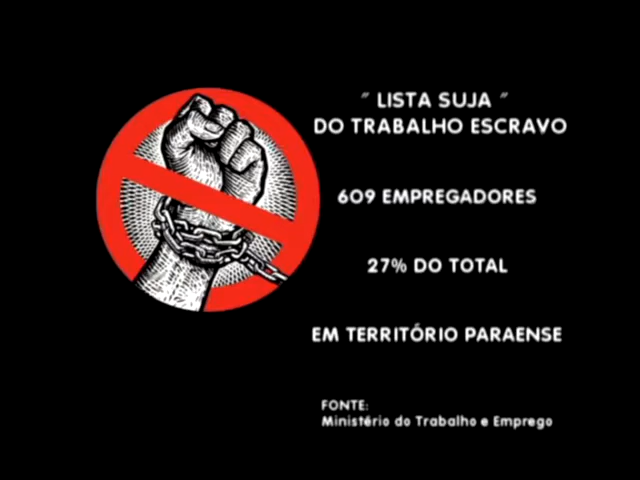 " LISTA SUJA "
DO TRABALHO ESCRAVO
609 EMPREGADORES
27% DO TOTAL
EM TERRITÓRIO PARAENSE
FONTE:
Ministério do Trabalho e Emprego